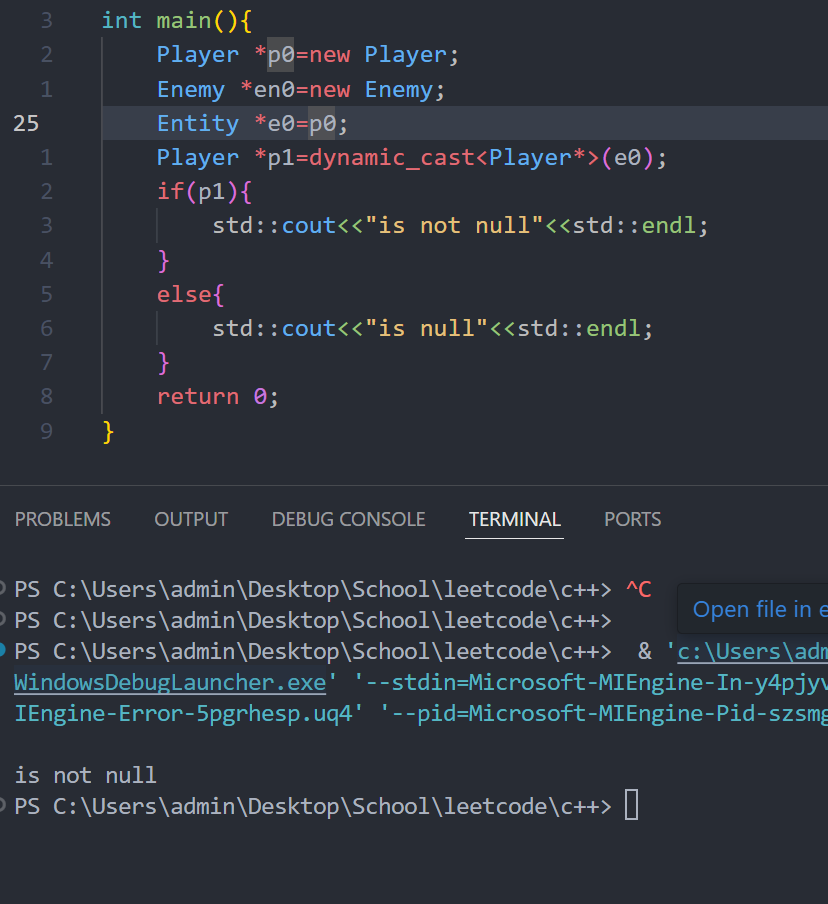 3 int main(){
2 Player *p0=new Player;
1 Enemy *en0=new Enemy;
25 Entity *e0=p0;
1 Player *p1=dynamic_cast<Player*>(e0);
2 if(p1){
3 std::cout<<"is not null"<<std::endl;
4 }
5 else{
6 std::cout<<"is null"<<std::endl;
7 }
8 return 0;
9 }
PROBLEMS OUTPUT DEBUG CONSOLE TERMINAL PORTS
PS C:\Users\admin\Desktop\School\leetcode\c++> ^C
Open file in e
PS C:\Users\admin\Desktop\School\leetcode\c++>
PS C:\Users\admin\Desktop\School\leetcode\c++> & 'c:\Users\adm
WindowsDebugLauncher.exe' '--stdin=Microsoft-MIEngine-In-y4pjyv
IEngine-Error-5pgrhesp.uq4' '--pid=Microsoft-MIEngine-Pid-szsmg
is not null
PS C:\Users\admin\Desktop\School\leetcode\c++>